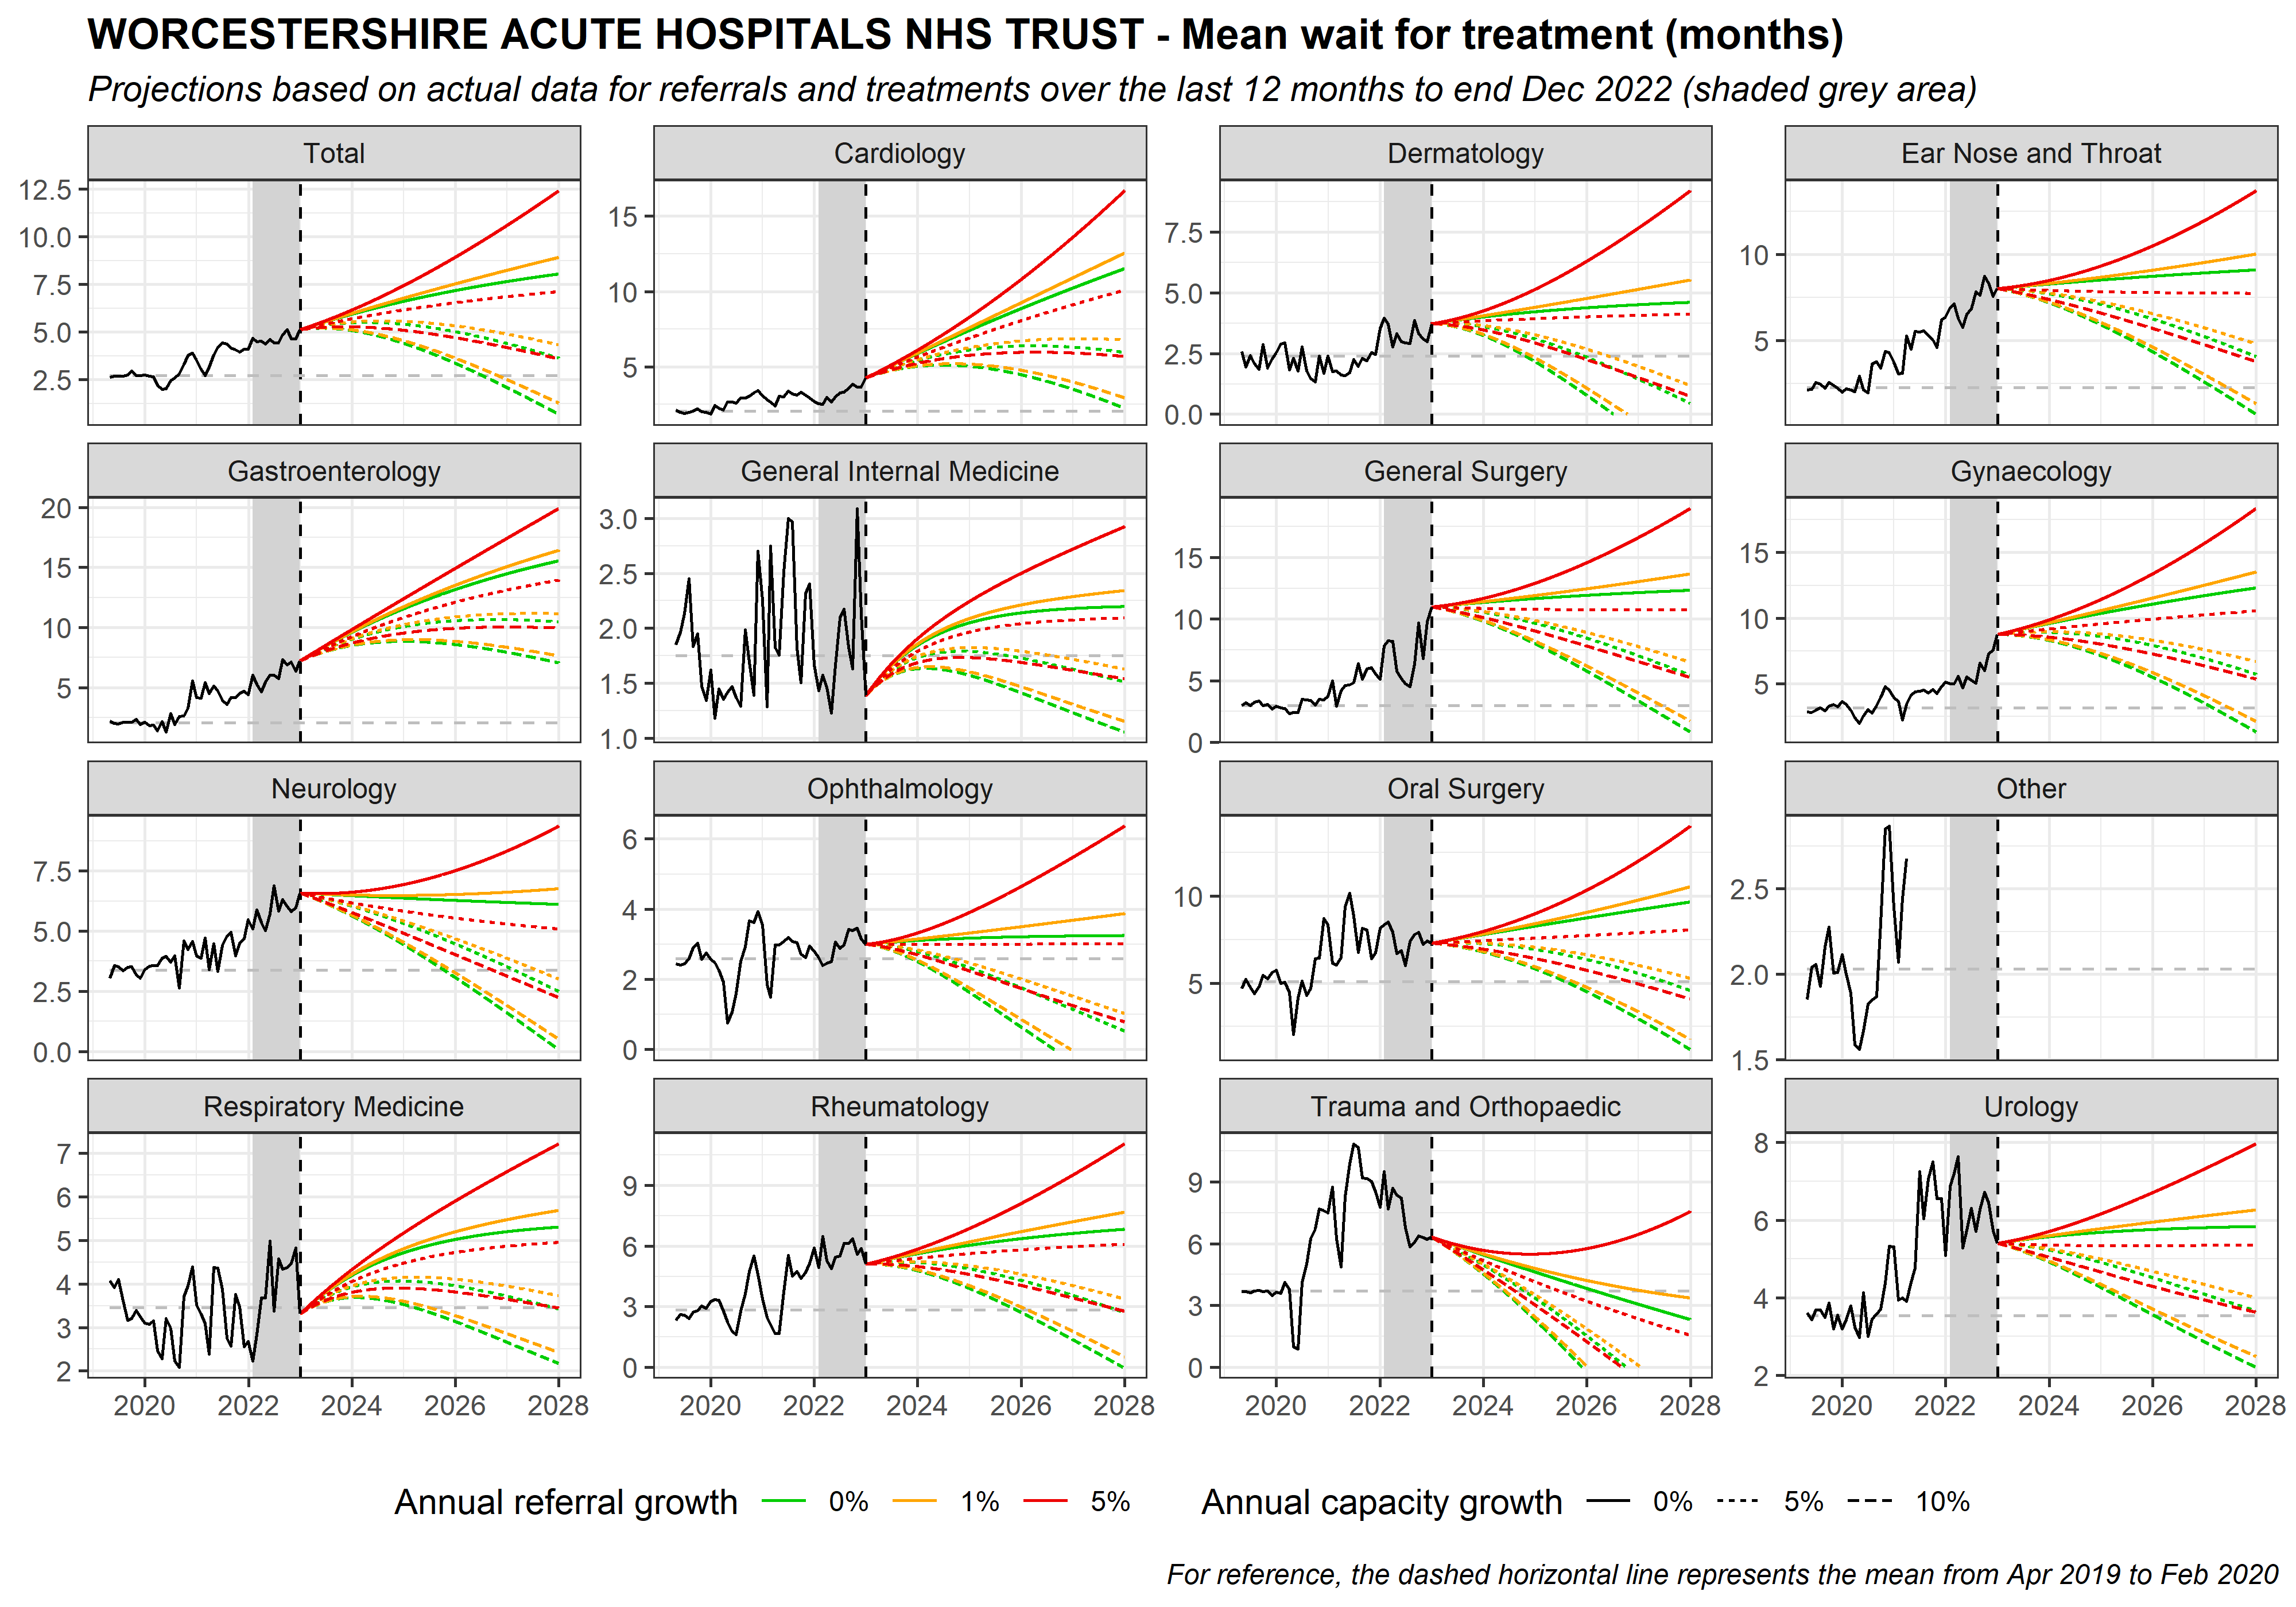 WORCESTERSHIRE ACUTE HOSPITALS NHS TRUST - Mean wait for treatment (months)
Projections based on actual data for referrals and treatments over the last 12 months to end Dec 2022 (shaded grey area)
Total
Cardiology
Dermatology
Ear Nose and Throat
12.5
10.0
7.5
5.0
2.5
15
10
5
7.5
5.0
2.5
0.0
10
5
Gastroenterology
General Internal Medicine
General Surgery
Gynaecology
20
15
10
5
3.0
2.5
2.0
1.5
1.0
15
10
5
0
15
10
5
Neurology
Ophthalmology
Oral Surgery
Other
7.5
5.0
2.5
0.0
6
4
2
0
10
5
2.5
2.0
1.5
Respiratory Medicine
Rheumatology
Trauma and Orthopaedic
Urology
7
6
5
4
3
2
9
6
3
0
9
6
3
0
8
6
4
2
2020 2022 2024 2026 2028
2020 2022 2024 2026 2028
2020 2022 2024 2026 2028
2020 2022 2024 2026 2028
Annual referral growth 0% 1% 5%
Annual capacity growth 0% 5% 10%
For reference, the dashed horizontal line represents the mean from Apr 2019 to Feb 2020